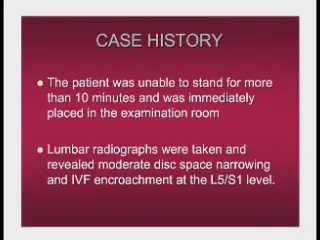 CASE HISTORY
The patient was unable to stand for more
than 10 minutes and was immediately
placed in the examination room
Lumbar radiographs were taken and
revealed moderate disc space narrowing
and IVF encroachment at the L5/S1 level.